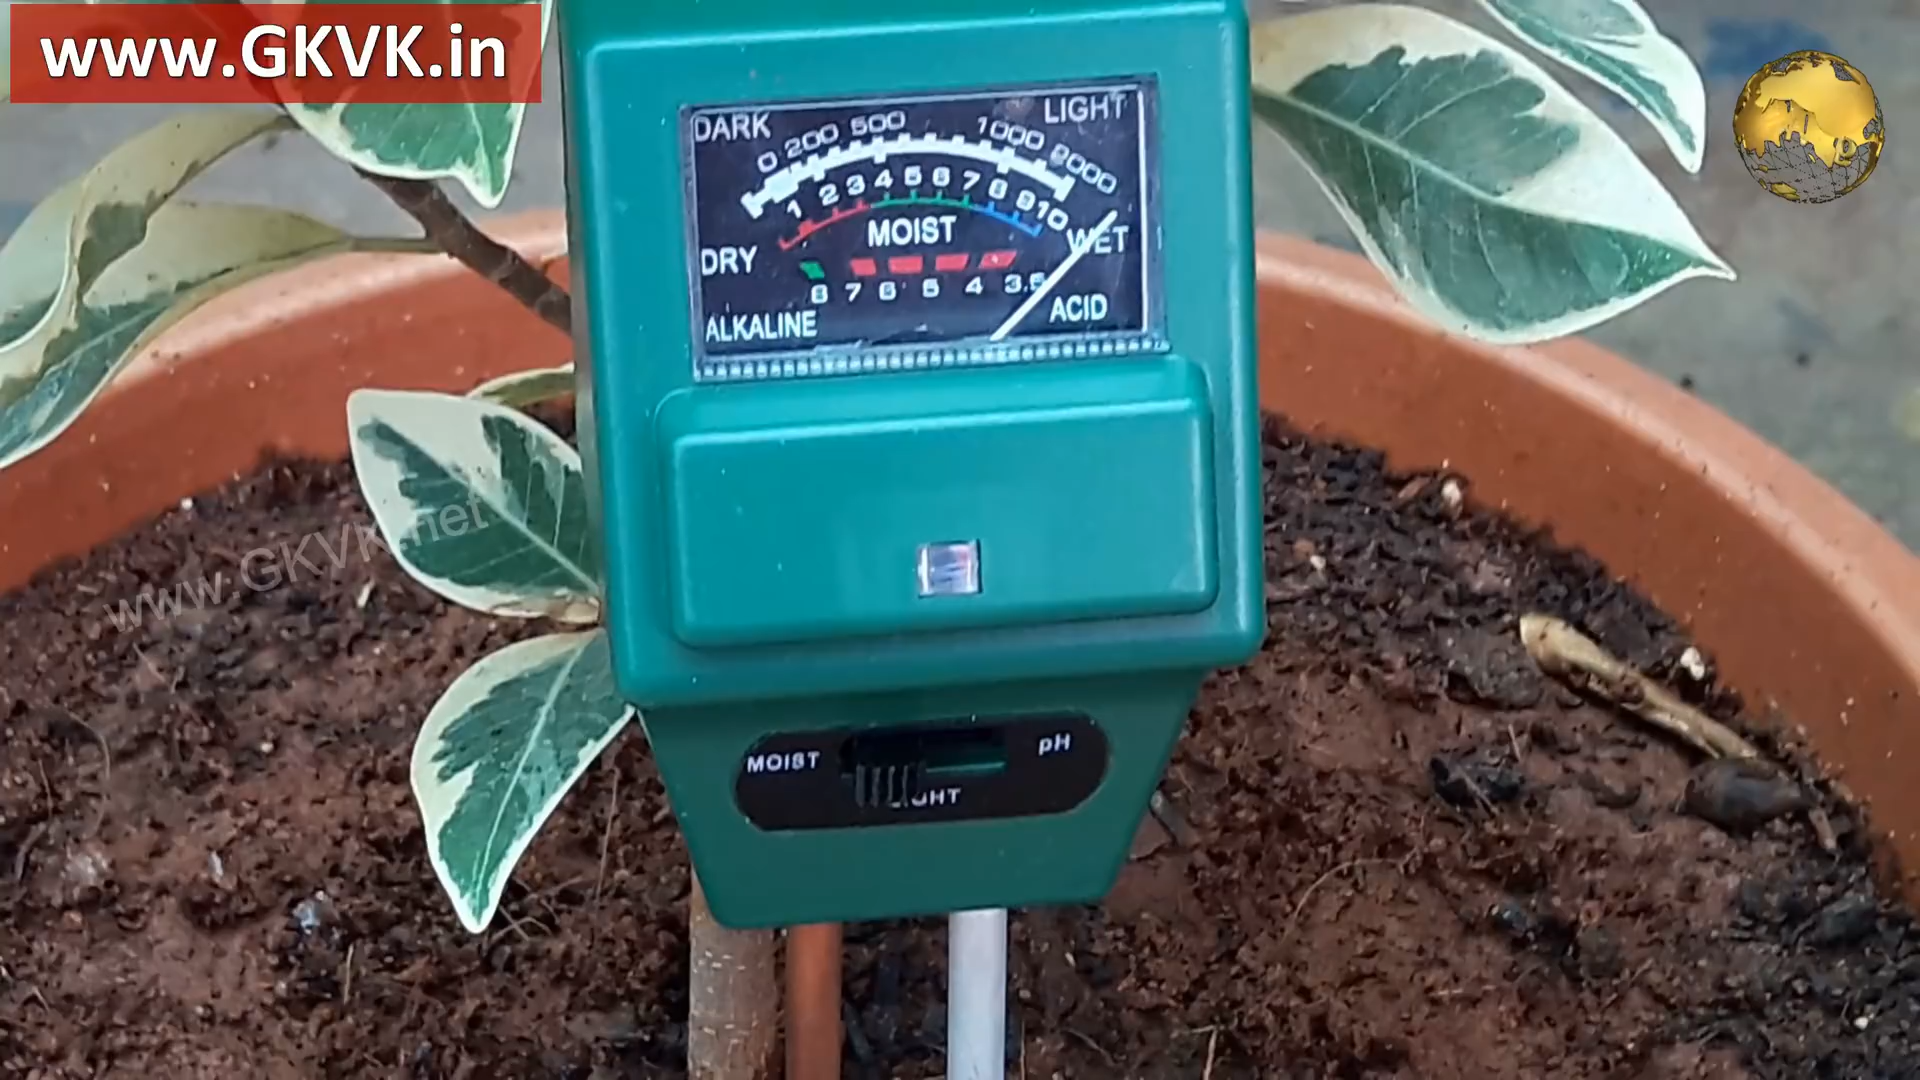 www.GKVK.in
DARK
LIGHT
0 200 500 1000 2000
1 2 3 4 5 6 7 8 9 10
MOIST
DRY
WET
8 7 6 5 4 3.5
ALKALINE
ACID
www.GKVK.net
MOIST
pH
LIGHT